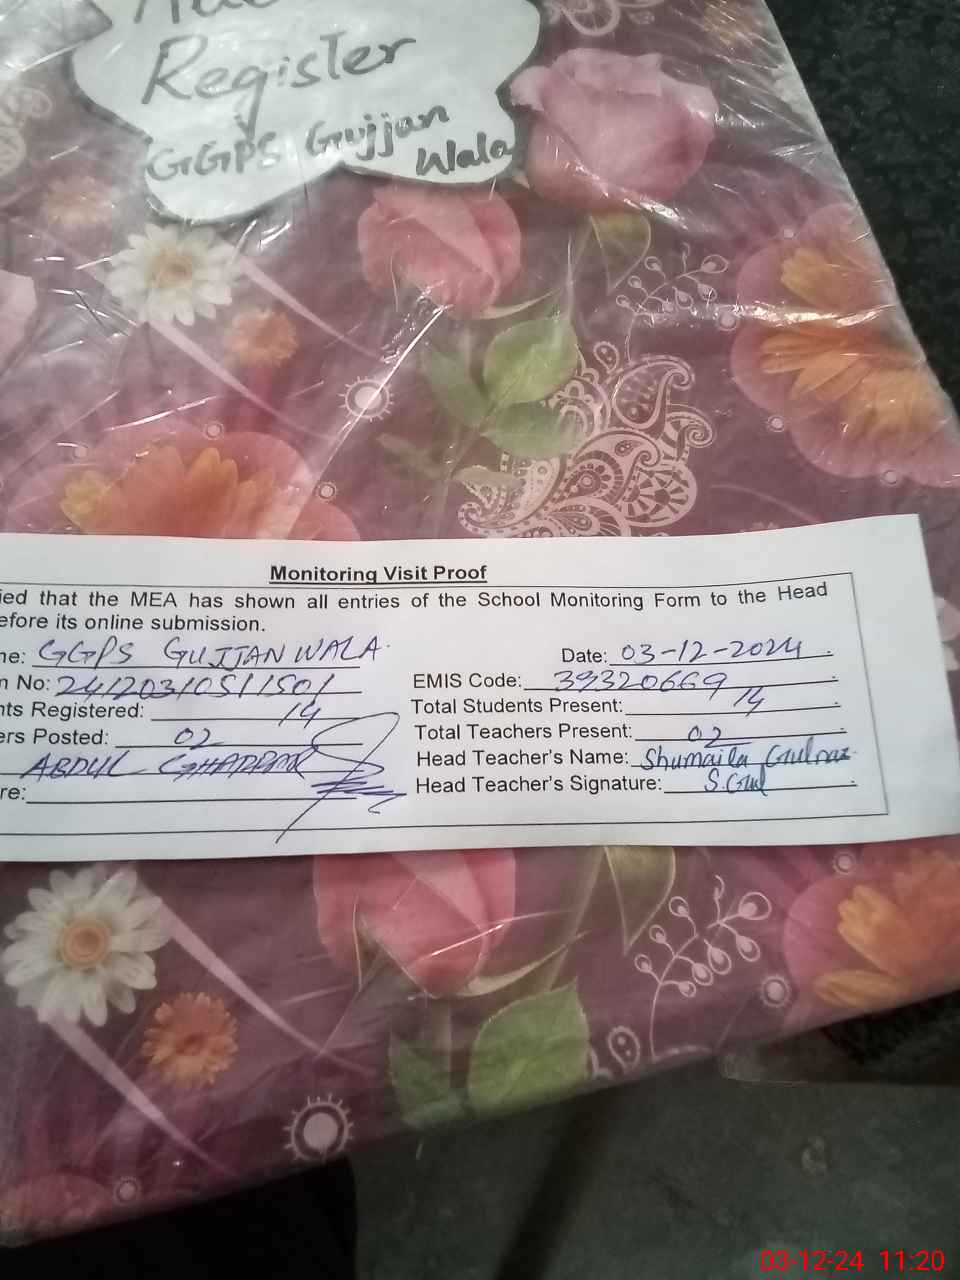 Register
GGPS Gujjan
Wala
Monitoring Visit Proof
ied that the MEA has shown all entries of the School Monitoring Form to the Head
efore its online submission.
ne: GGPS GUJJAN WALA Date: 03-12-2024
n No: 24120310511501 EMIS Code: 39320669
nts Registered: 14 Total Students Present: 14
ers Posted: 02 Total Teachers Present: 02
ABDUL GHAFFAR Head Teacher's Name: Shumaila Gulnaz
re: Head Teacher's Signature: S.Gul
03-12-24 11:20